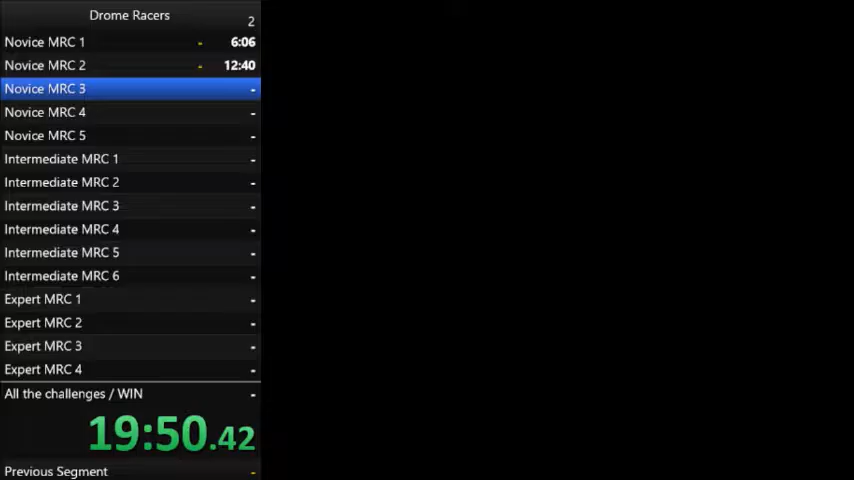 Drome Racers
2
Novice MRC 1 - 6:06
Novice MRC 2 - 12:40
Novice MRC 3 -
Novice MRC 4 -
Novice MRC 5 -
Intermediate MRC 1 -
Intermediate MRC 2 -
Intermediate MRC 3 -
Intermediate MRC 4 -
Intermediate MRC 5 -
Intermediate MRC 6 -
Expert MRC 1 -
Expert MRC 2 -
Expert MRC 3 -
Expert MRC 4 -
All the challenges / WIN -
19:50.42
Previous Segment -